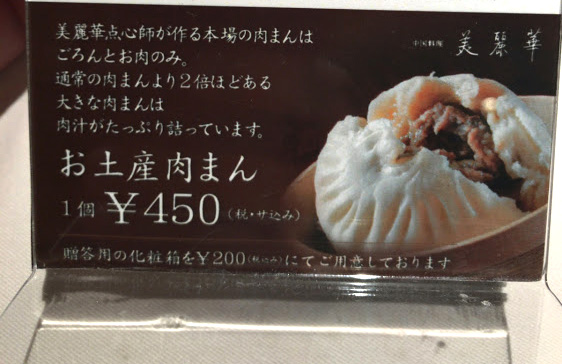 美麗華点心師が作る本場の肉まんは
ごろんとお肉のみ。
通常の肉まんより2倍ほどある
大きな肉まんは
肉汁がたっぷり詰っています。
お土産肉まん
1個 ¥450(税・サ込み)
贈答用の化粧箱を¥200(税込み)にてご用意しております
中国料理 美麗華